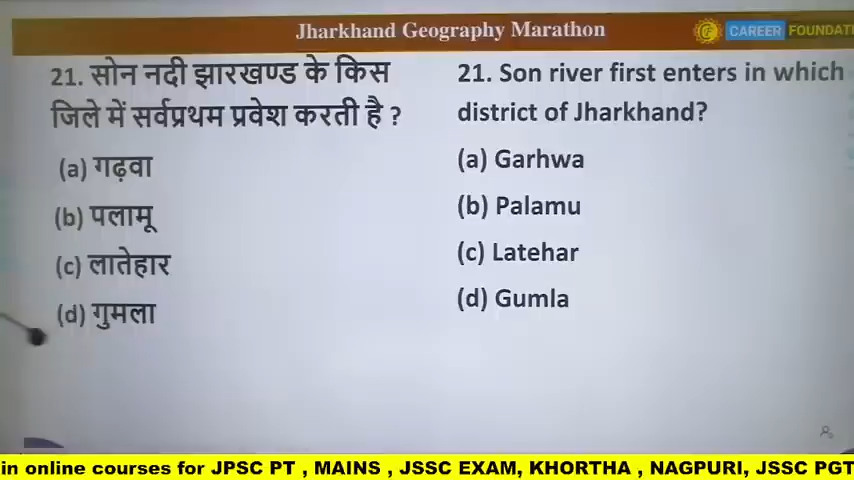 Jharkhand Geography Marathon
CAREER FOUNDATI
21. सोन नदी झारखण्ड के किस
जिले में सर्वप्रथम प्रवेश करती है ?
(a) गढ़वा
(b) पलामू
(c) लातेहार
(d) गुमला
21. Son river first enters in which
district of Jharkhand?
(a) Garhwa
(b) Palamu
(c) Latehar
(d) Gumla
in online courses for JPSC PT , MAINS , JSSC EXAM, KHORTHA , NAGPURI, JSSC PGT